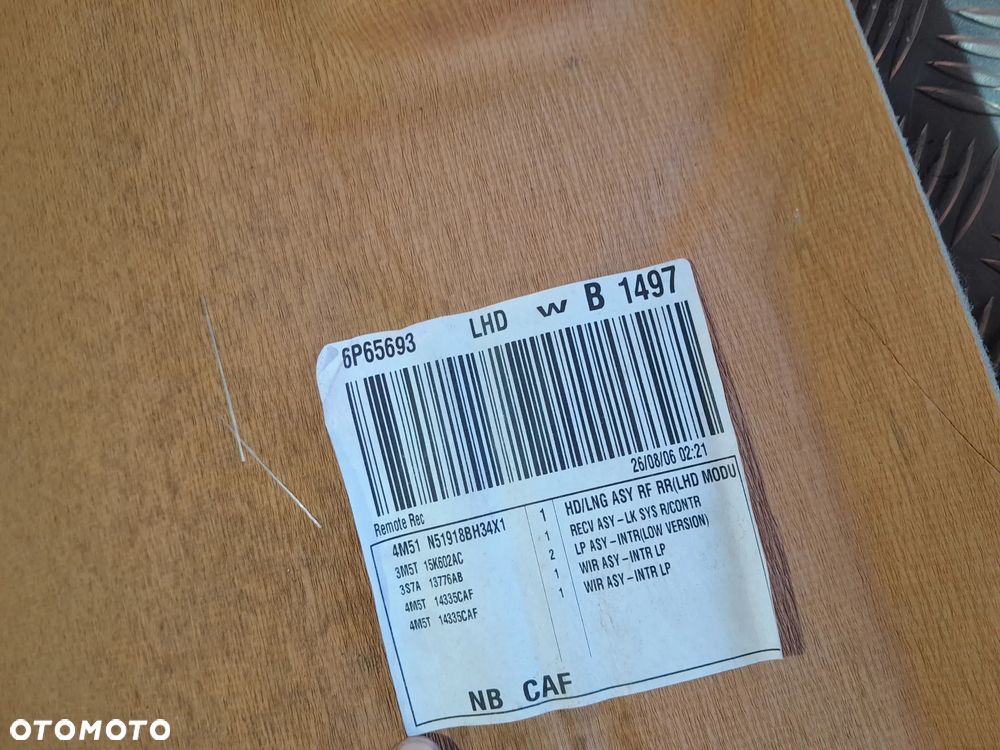 6P65693 LHD W B 1497
26/08/06 02:21
Remote Rec
4M51 N51918BH34X1 1 HD/LNG ASY RF RR(LHD MODU
3M5T 15K602AC 1 RECV ASY-LK SYS R/CONTR
3S7A 13776AB 2 LP ASY-INTR(LOW VERSION)
4M5T 14335CAF 1 WIR ASY-INTR LP
4M5T 14335CAF 1 WIR ASY-INTR LP
NB CAF
OTOMOTO